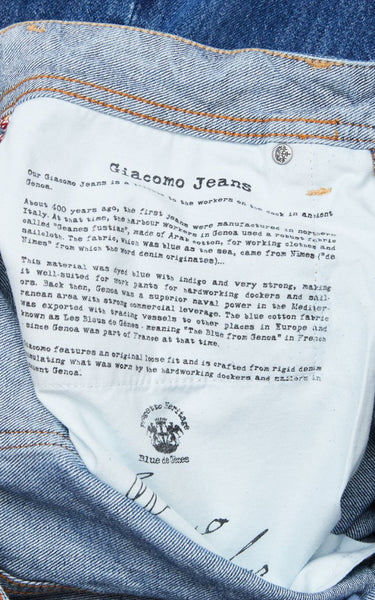 Giacomo Jeans
Our Giacomo Jeans is a to the workers on the dock in ancient
Genoa.
About 400 years ago, the first jeans were manufactured in northern
Italy. At that time, the harbour workers in Genoa used a robust fabric
called "Jeanes fustian", made of Arab cotton, for working clothes and
sailcloth. The fabric, which was blue as the sea, came from Nimes ("de
Nimes" from which the word denim originates)...
This material was dyed blue with indigo and very strong, making
it well-suited for work pants for hardworking dockers and sail-
ors. Back then, Genoa was a superior naval power in the Mediter-
ranean area with strong commercial leverage. The blue cotton fabric
was exported with trading vessels to other places in Europe and
known as Les Blus de Gênes - meaning "The Blue from Genoa" in French
since Genoa was part of France at that time.
Giacomo features an original loose fit and is crafted from rigid denim
emulating what was worn by the hardworking dockers and sailors in
ancient Genoa.
Progetto Heritage
Blue de Gênes